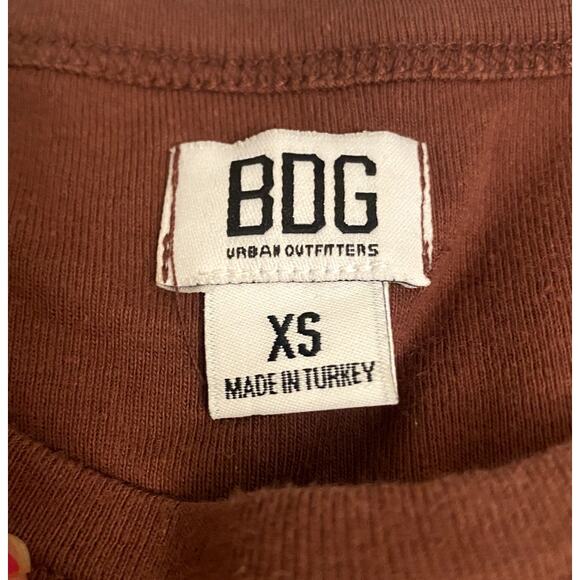 BDG
URBAN OUTFITTERS
XS
MADE IN TURKEY